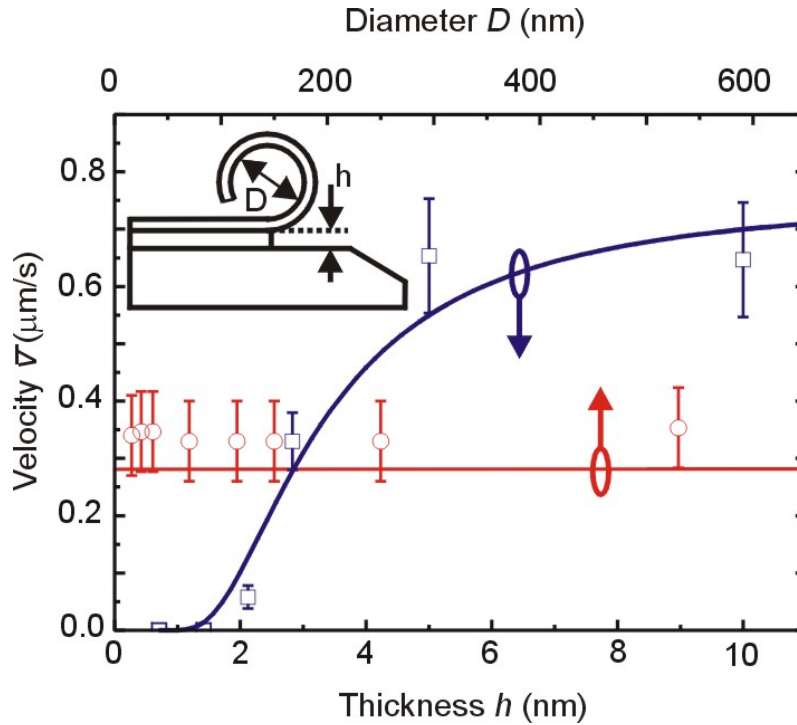 Diameter D (nm)
0 200 400 600
0.8
0.6
0.4
0.2
0.0
Velocity v̅ (μm/s)
D
h
0 2 4 6 8 10
Thickness h (nm)